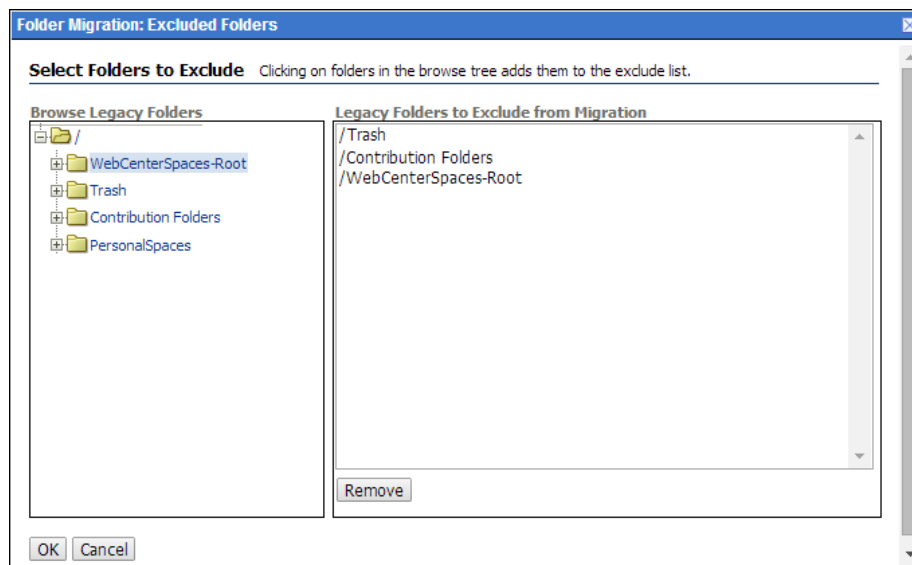 Folder Migration: Excluded Folders
Select Folders to Exclude Clicking on folders in the browse tree adds them to the exclude list.
Browse Legacy Folders
/
WebCenterSpaces-Root
Trash
Contribution Folders
PersonalSpaces
Legacy Folders to Exclude from Migration
/Trash
/Contribution Folders
/WebCenterSpaces-Root
Remove
OK Cancel